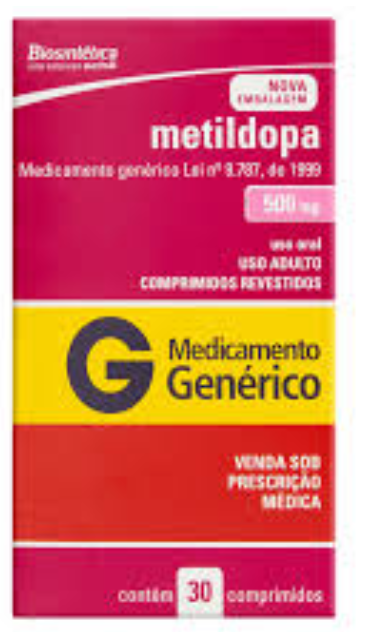 Biosintética
NOVA
EMBALAGEM
metildopa
Medicamento genérico Lei nº 9.787, de 1999
500 mg
uso oral
USO ADULTO
COMPRIMIDOS REVESTIDOS
G Medicamento
Genérico
VENDA SOB
PRESCRIÇÃO
MÉDICA
contém 30 comprimidos